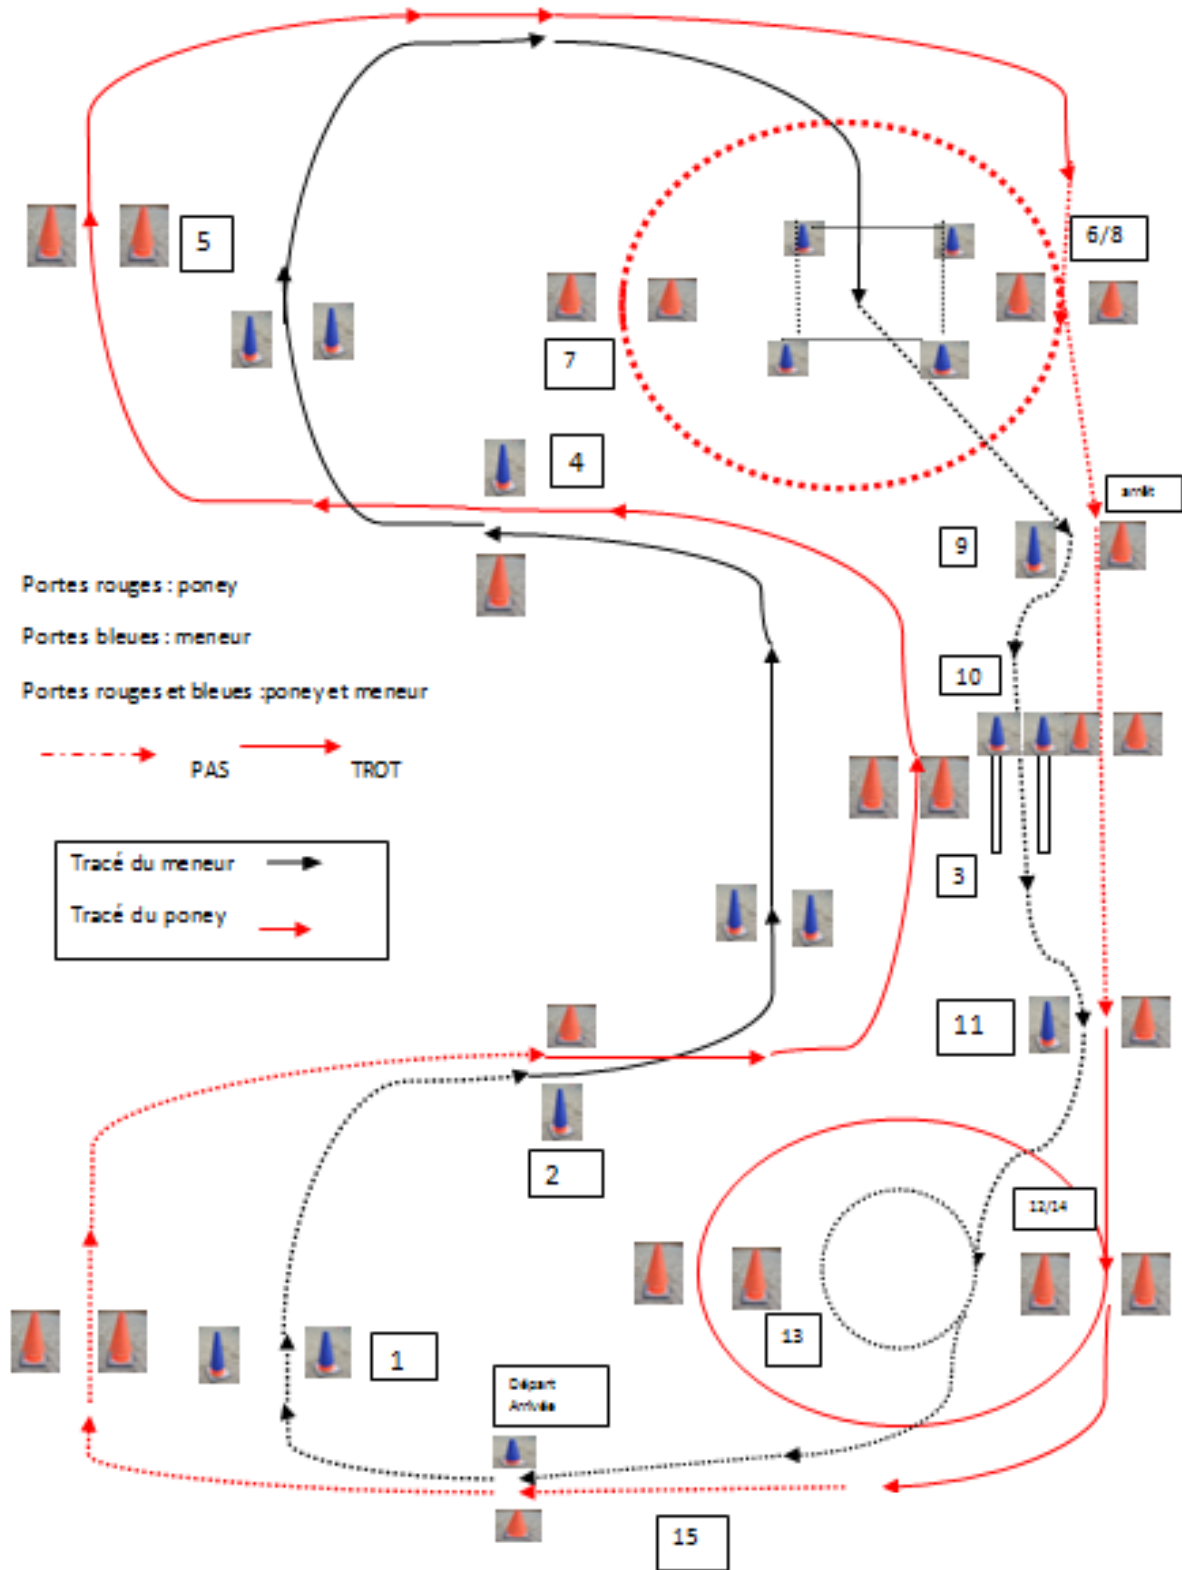 5
6/8
7
4
arrêt
9
Portes rouges : poney
Portes bleues : meneur
Portes rouges et bleues :poney et meneur
10
PAS
TROT
Tracé du meneur
3
Tracé du poney
11
2
12/14
13
1
Départ
Arrivée
15